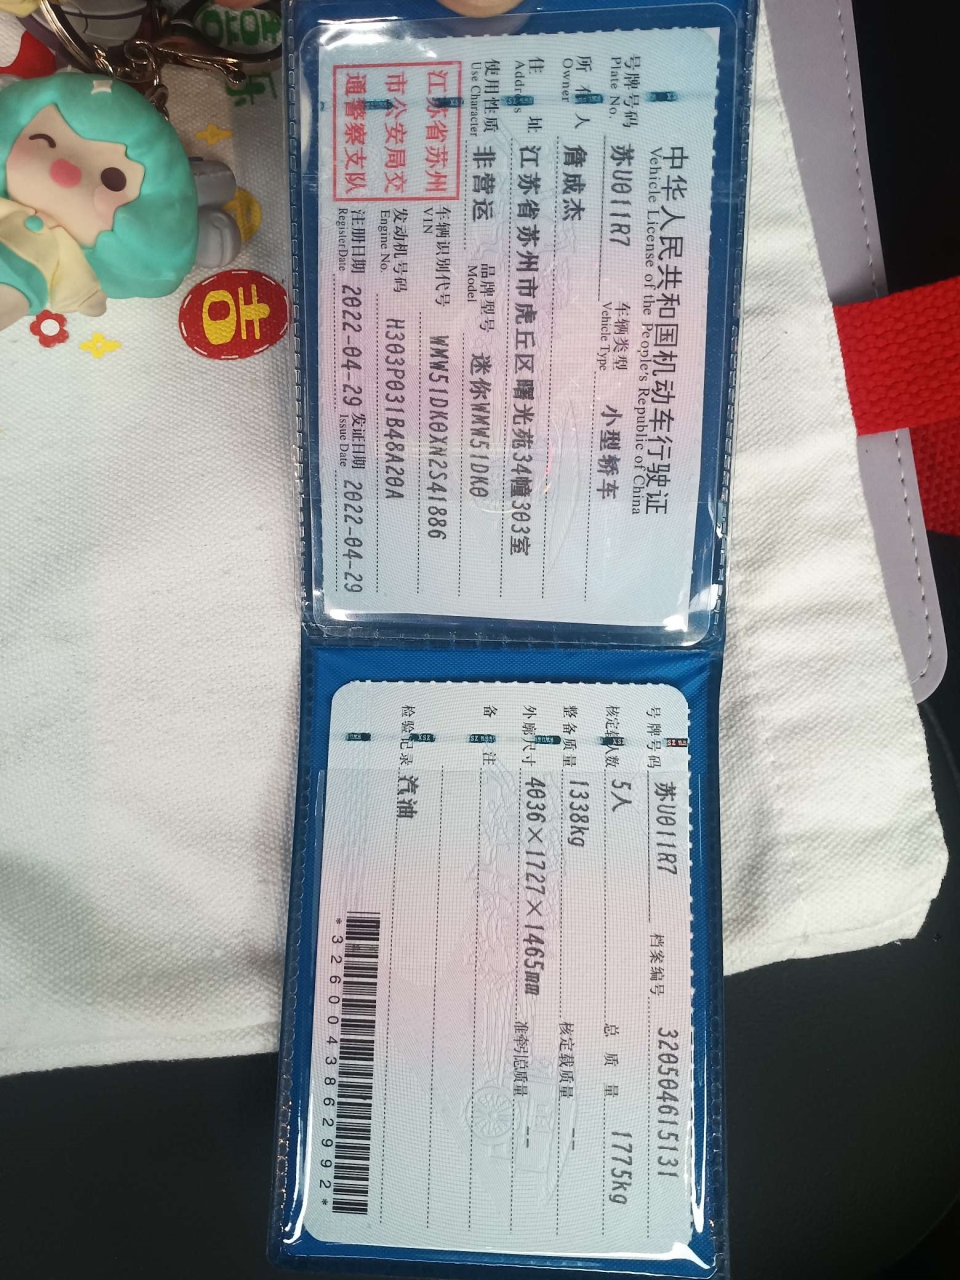 中华人民共和国机动车行驶证
Vehicle License of the People's Republic of China
号牌号码 苏U011R7 车辆类型 小型轿车
Plate No. Vehicle Type
所有人 詹成杰
Owner
住址 江苏省苏州市虎丘区曙光苑34幢303室
Address
使用性质 非营运 品牌型号 迷你WMW51DK0
Use Character Model
江苏省苏州
市公安局交
通警察支队
车辆识别代号 WMW51DK0XN2S41886
VIN
发动机号码 H303P031B48A20A
Engine No.
注册日期 2022-04-29 发证日期 2022-04-29
Register Date Issue Date
号牌号码 苏U011R7 档案编号 320504615131
核定载人数 5人 总质量 1775kg
整备质量 1338kg 核定载质量 --
外廓尺寸 4036×1727×1465mm 准牵引总质量 --
备注
检验记录 汽油
*3260043862992*
吉